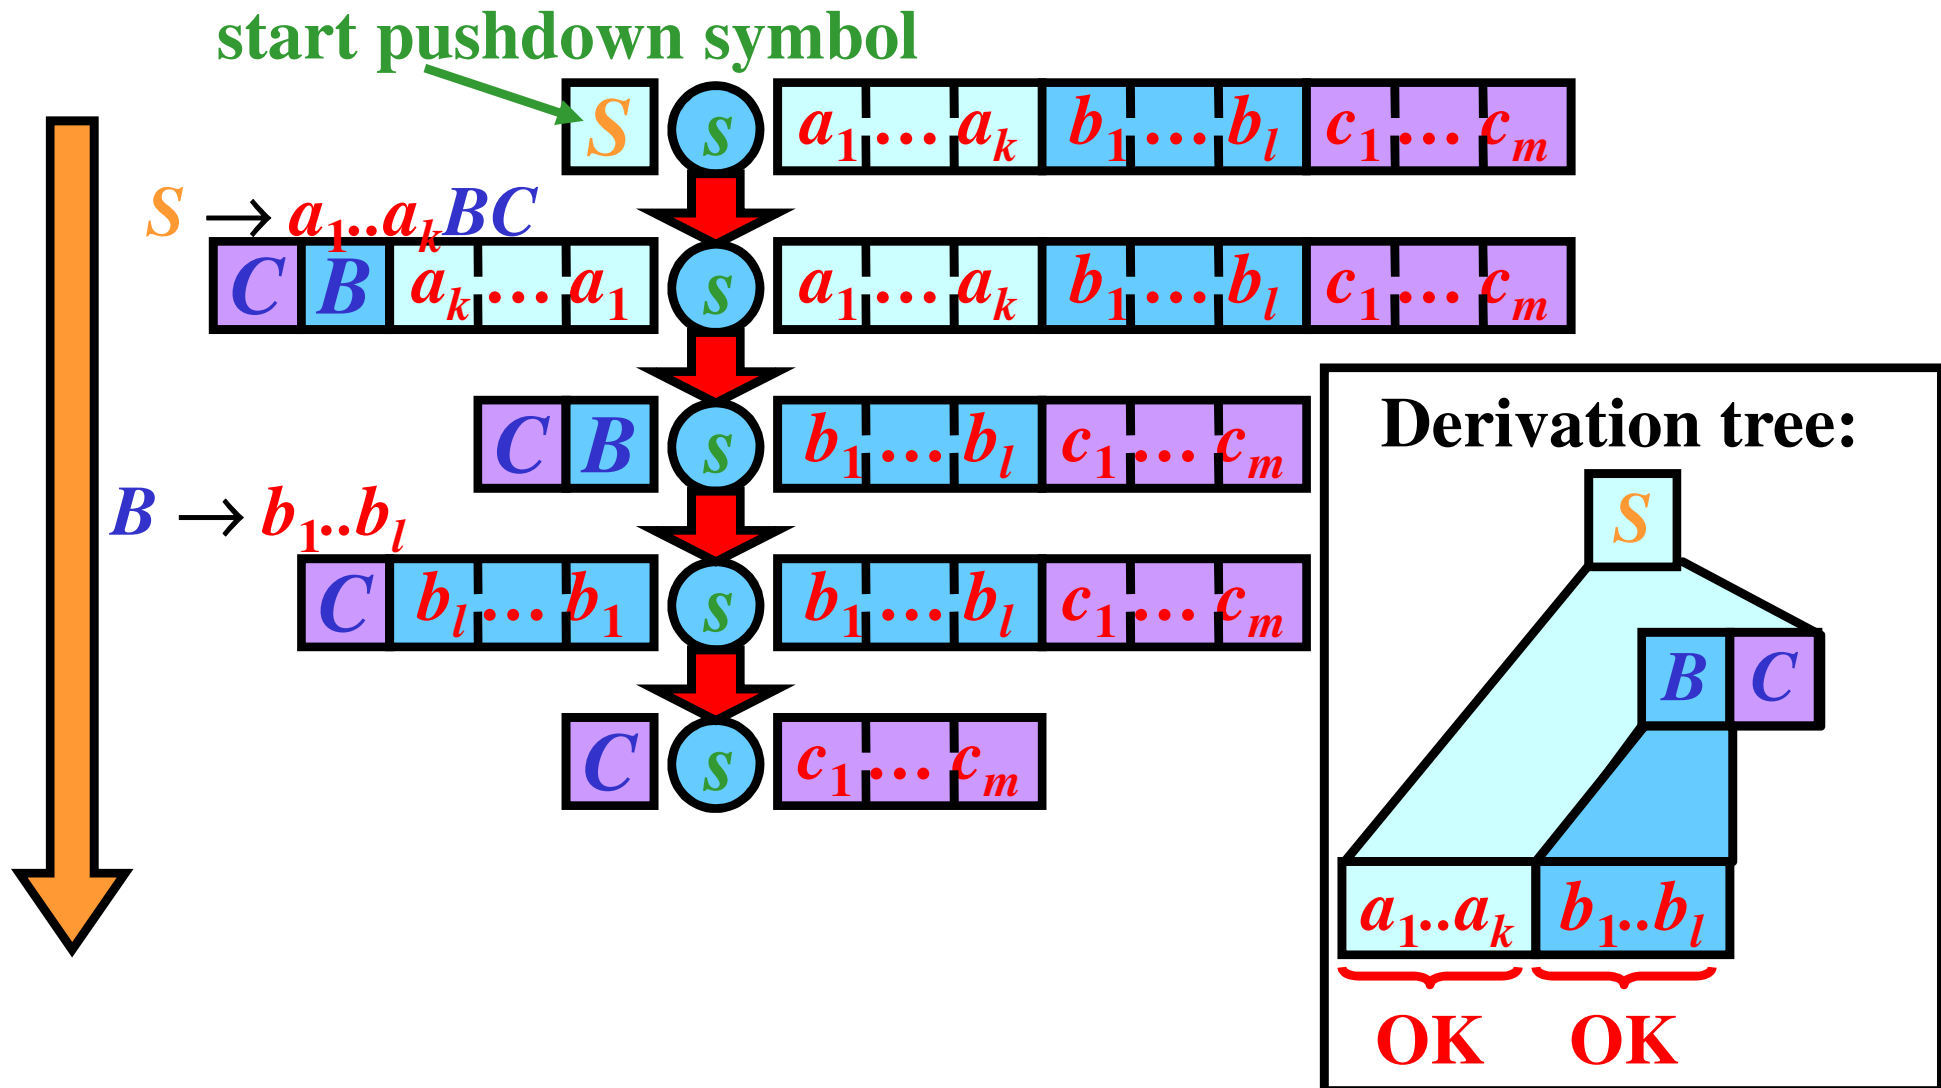 start pushdown symbol
S s a₁ … aₖ b₁ … bₗ c₁ … cₘ
S → a₁..aₖBC
C B aₖ … a₁ s a₁ … aₖ b₁ … bₗ c₁ … cₘ
C B s b₁ … bₗ c₁ … cₘ
B → b₁..bₗ
C bₗ … b₁ s b₁ … bₗ c₁ … cₘ
C s c₁ … cₘ
Derivation tree:
S
B C
a₁..aₖ b₁..bₗ
OK OK